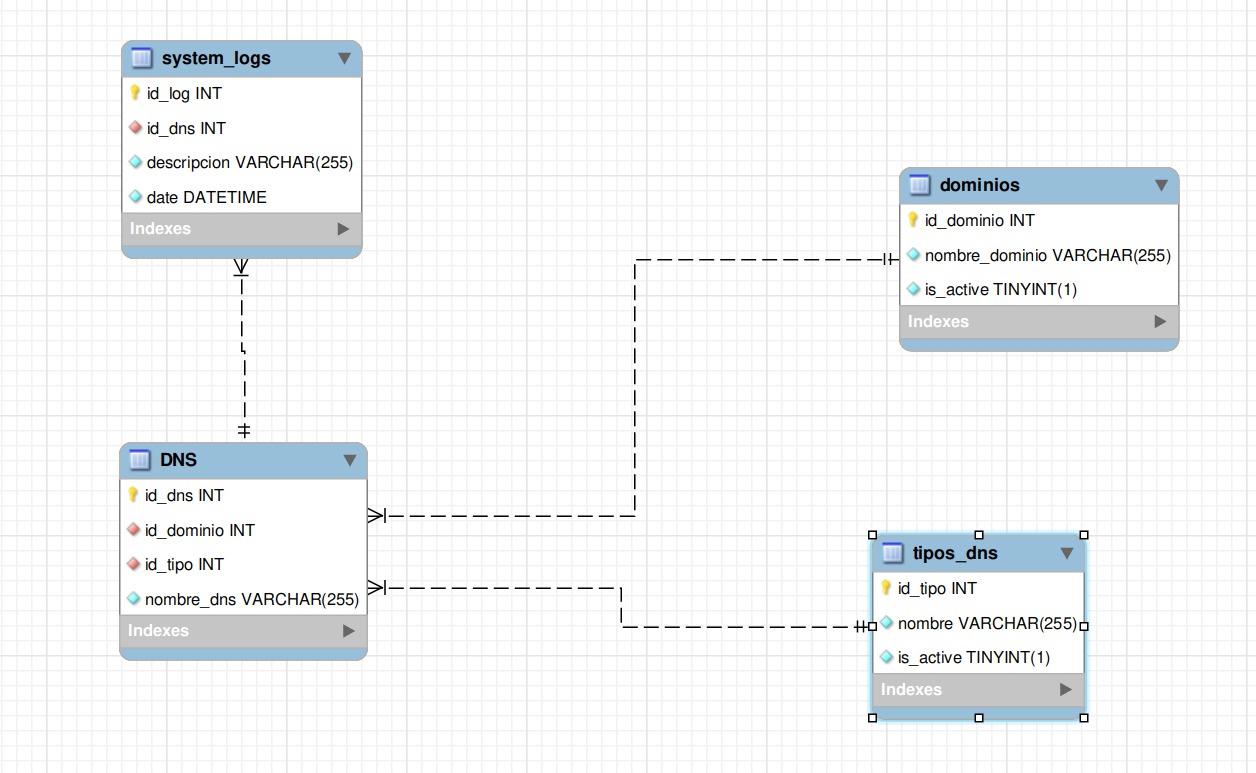 system_logs
id_log INT
id_dns INT
descripcion VARCHAR(255)
date DATETIME
Indexes
dominios
id_dominio INT
nombre_dominio VARCHAR(255)
is_active TINYINT(1)
Indexes
DNS
id_dns INT
id_dominio INT
id_tipo INT
nombre_dns VARCHAR(255)
Indexes
tipos_dns
id_tipo INT
nombre VARCHAR(255)
is_active TINYINT(1)
Indexes